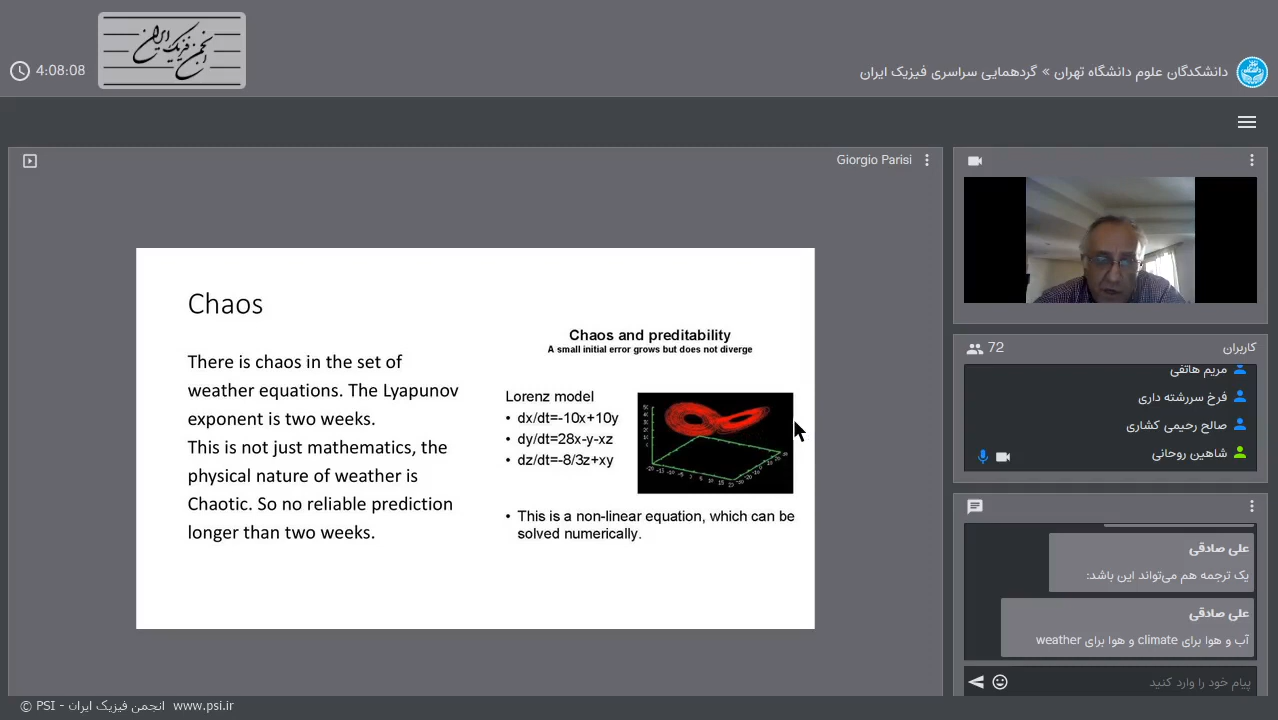 4:08:08
انجمن فیزیک ایران
دانشکدگان علوم دانشگاه تهران » گردهمایی سراسری فیزیک ایران
Giorgio Parisi
Chaos
There is chaos in the set of
weather equations. The Lyapunov
exponent is two weeks.
This is not just mathematics, the
physical nature of weather is
Chaotic. So no reliable prediction
longer than two weeks.
Chaos and preditability
A small initial error grows but does not diverge
Lorenz model
• dx/dt=-10x+10y
• dy/dt=28x-y-xz
• dz/dt=-8/3z+xy
• This is a non-linear equation, which can be
solved numerically.
72
کاربران
مریم هاتفی
فرخ سررشته داری
صالح رحیمی کشاری
شاهین روحانی
علی صادقی
یک ترجمه هم می‌تواند این باشد:
علی صادقی
آب و هوا برای climate و هوا برای weather
پیام خود را وارد کنید
© PSI - انجمن فیزیک ایران www.psi.ir